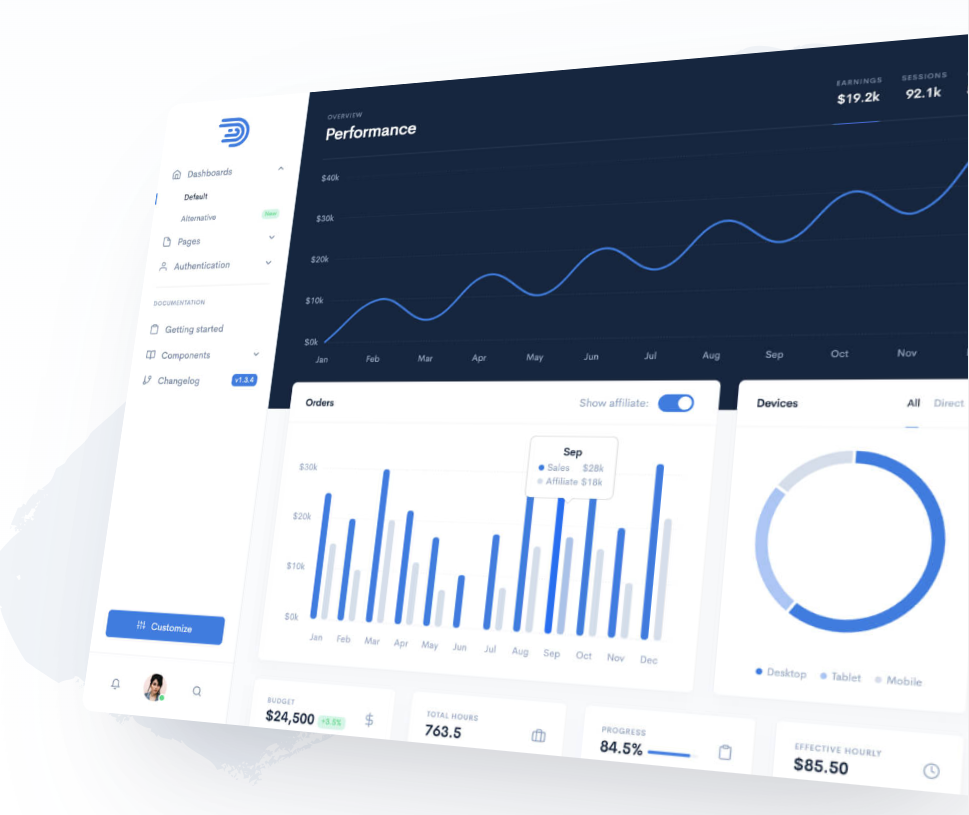 Dashboards
Default
Alternative
New
Pages
Authentication
DOCUMENTATION
Getting started
Components
Changelog
v1.3.4
Customize
OVERVIEW
Performance
EARNINGS
$19.2k
SESSIONS
92.1k
$40k
$30k
$20k
$10k
$0k
Jan Feb Mar Apr May Jun Jul Aug Sep Oct Nov
Orders
Show affiliate:
$30k
$20k
$10k
$0k
Sep
Sales $28k
Affiliate $18k
Jan Feb Mar Apr May Jun Jul Aug Sep Oct Nov Dec
Devices
All Direct
Desktop Tablet Mobile
BUDGET
$24,500 +3.5%
TOTAL HOURS
763.5
PROGRESS
84.5%
EFFECTIVE HOURLY
$85.50